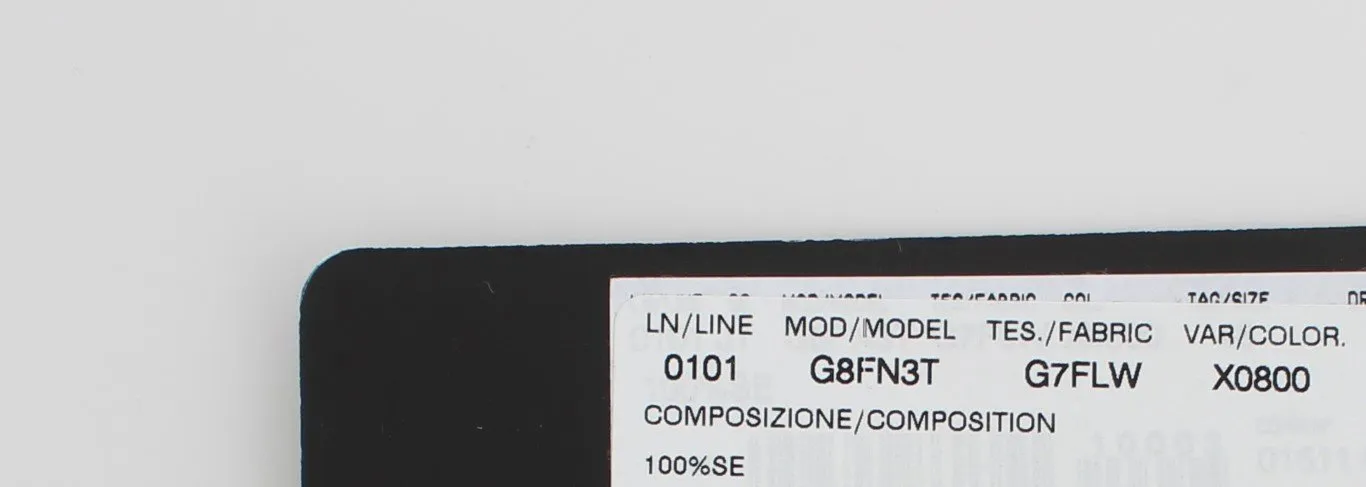 LN/LINE MOD/MODEL TES./FABRIC VAR/COLOR.
0101 G8FN3T G7FLW X0800
COMPOSIZIONE/COMPOSITION
100%SE